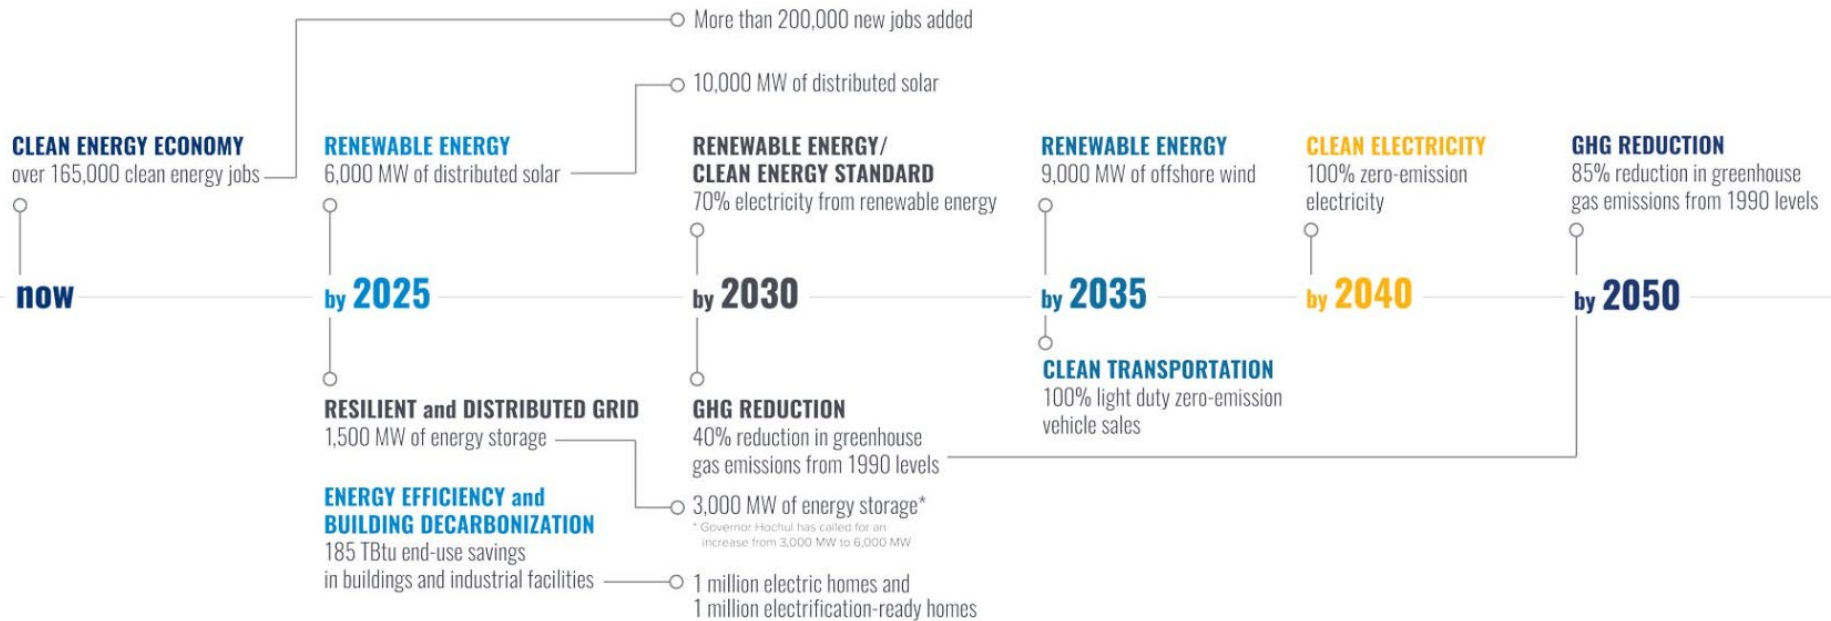 More than 200,000 new jobs added
10,000 MW of distributed solar
CLEAN ENERGY ECONOMY
over 165,000 clean energy jobs
RENEWABLE ENERGY
6,000 MW of distributed solar
RENEWABLE ENERGY/
CLEAN ENERGY STANDARD
70% electricity from renewable energy
RENEWABLE ENERGY
9,000 MW of offshore wind
CLEAN ELECTRICITY
100% zero-emission
electricity
GHG REDUCTION
85% reduction in greenhouse
gas emissions from 1990 levels
now
by 2025
by 2030
by 2035
by 2040
by 2050
RESILIENT and DISTRIBUTED GRID
1,500 MW of energy storage
ENERGY EFFICIENCY and
BUILDING DECARBONIZATION
185 TBtu end-use savings
in buildings and industrial facilities
GHG REDUCTION
40% reduction in greenhouse
gas emissions from 1990 levels
3,000 MW of energy storage*
* Governor Hochul has called for an
increase from 3,000 MW to 6,000 MW
1 million electric homes and
1 million electrification-ready homes
CLEAN TRANSPORTATION
100% light duty zero-emission
vehicle sales